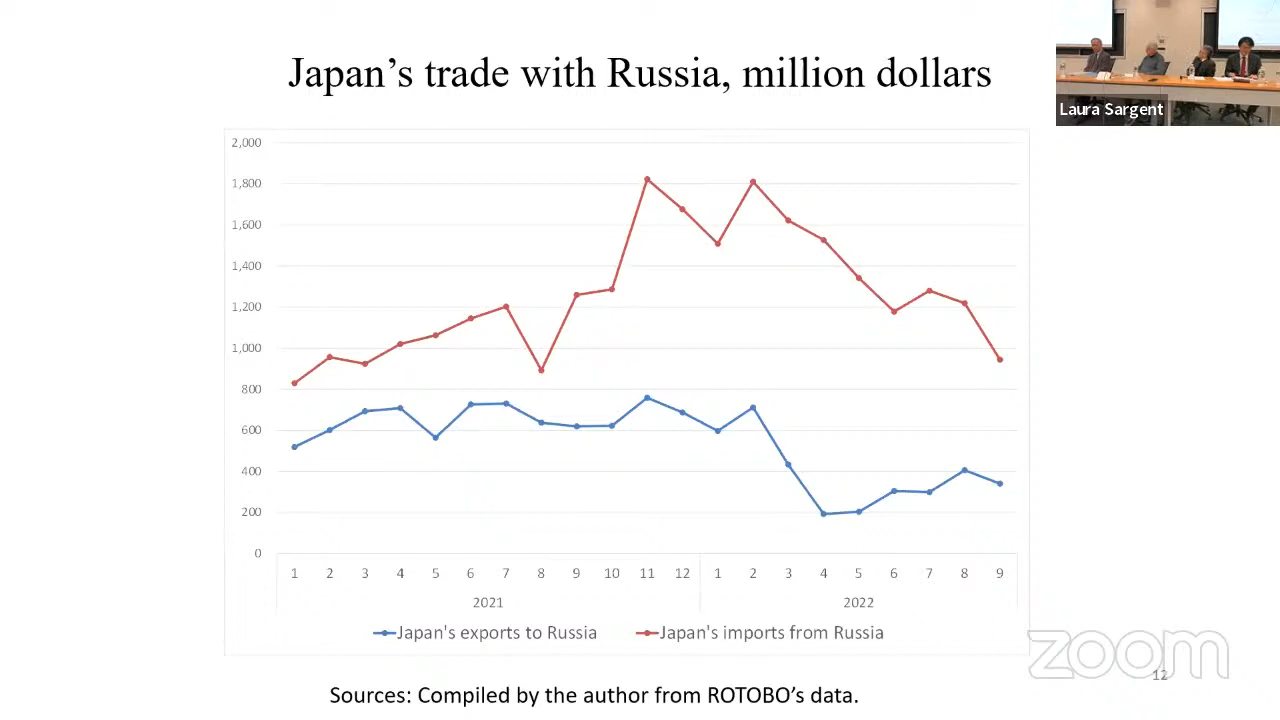 Japan's trade with Russia, million dollars
Laura Sargent
2,000
1,800
1,600
1,400
1,200
1,000
800
600
400
200
0
1 2 3 4 5 6 7 8 9 10 11 12 1 2 3 4 5 6 7 8 9
2021 2022
Japan's exports to Russia Japan's imports from Russia
zoom
12
Sources: Compiled by the author from ROTOBO's data.